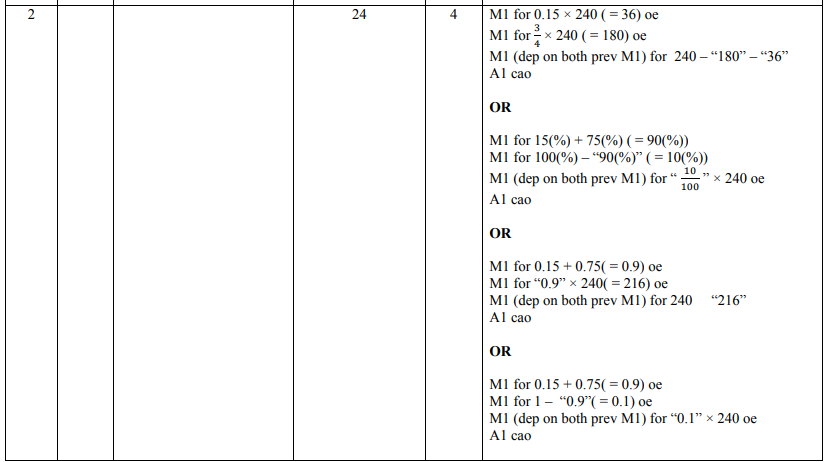 2 24 4 M1 for 0.15 × 240 ( = 36) oe
M1 for 3/4 × 240 ( = 180) oe
M1 (dep on both prev M1) for 240 – “180” – “36”
A1 cao
OR
M1 for 15(%) + 75(%) ( = 90(%))
M1 for 100(%) – “90(%)” ( = 10(%))
M1 (dep on both prev M1) for “ 10/100 ” × 240 oe
A1 cao
OR
M1 for 0.15 + 0.75( = 0.9) oe
M1 for “0.9” × 240( = 216) oe
M1 (dep on both prev M1) for 240 “216”
A1 cao
OR
M1 for 0.15 + 0.75( = 0.9) oe
M1 for 1 – “0.9”( = 0.1) oe
M1 (dep on both prev M1) for “0.1” × 240 oe
A1 cao